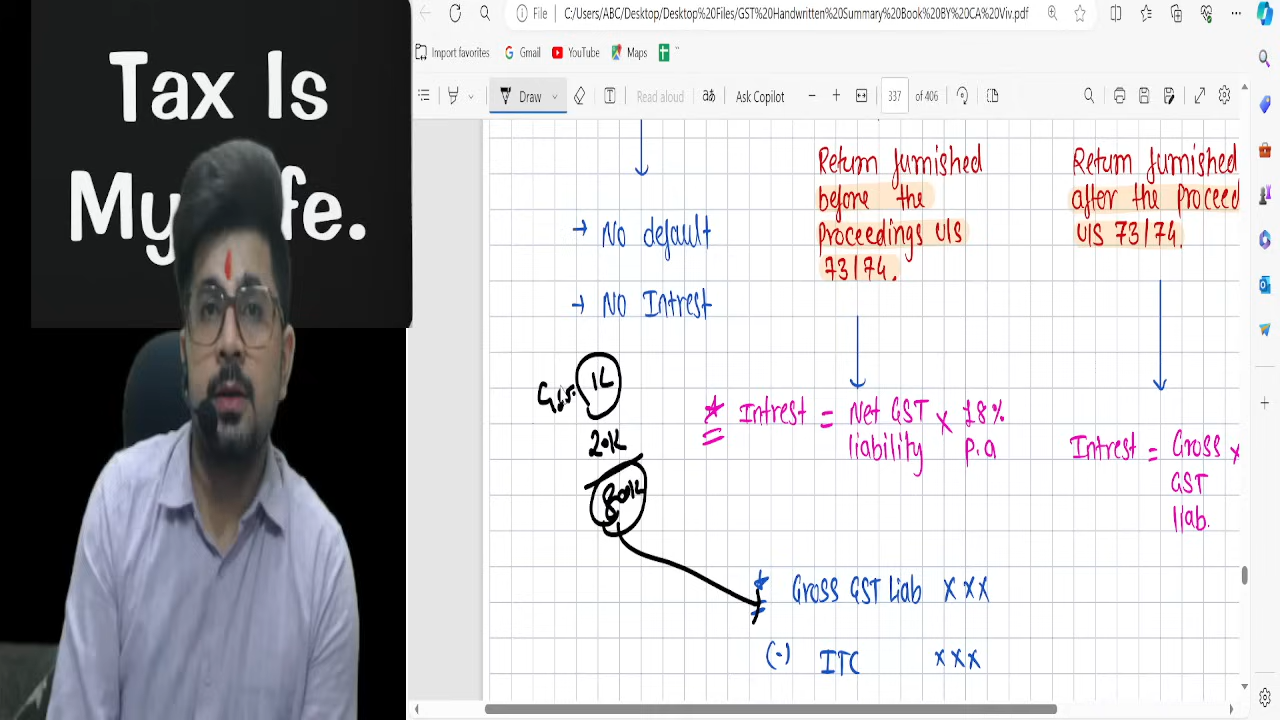 Tax Is
My fe.
File
C:/Users/ABC/Desktop/Desktop%20Files/GST%20Handwritten%20Summary%20Book%20BY%20CA%20Viv.pdf
Import favorites
Gmail
YouTube
Maps
Draw
Read aloud
Ask Copilot
337 of 406
→ No default
→ NO Intrest
Return furnished
before the
proceedings u/s
73/74.
Return furnished
after the proceed
u/s 73/74.
1L
20K
80K
* Intrest = Net GST liability × 18% p.a
Intrest = Gross GST liab. ×
* Gross GST Liab ×××
(-) ITC ×××